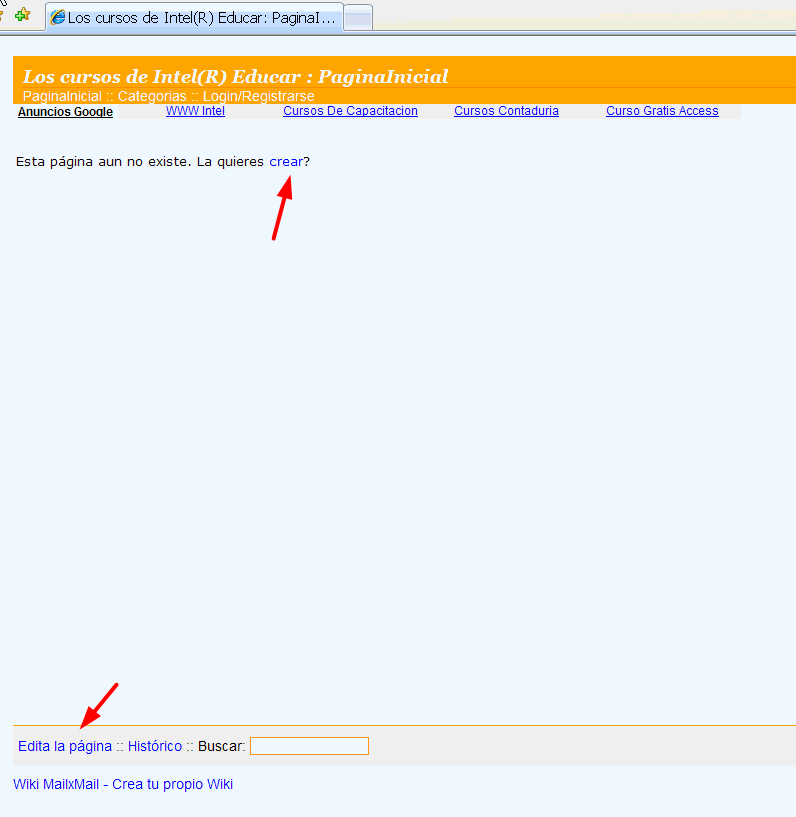 Los cursos de Intel(R) Educar: PaginaI...
Los cursos de Intel(R) Educar : PaginaInicial
PaginaInicial :: Categorias :: Login/Registrarse
Anuncios Google WWW Intel Cursos De Capacitacion Cursos Contaduria Curso Gratis Access
Esta página aun no existe. La quieres crear?
Edita la página :: Histórico :: Buscar:
Wiki MailxMail - Crea tu propio Wiki